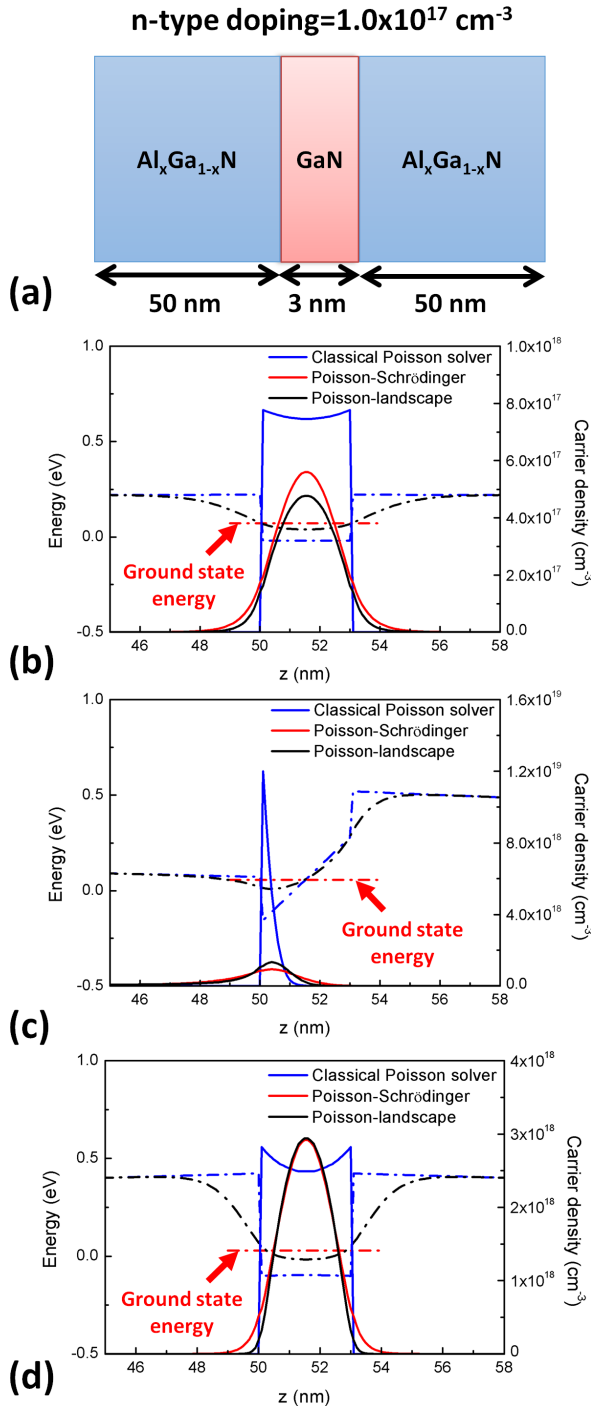 n-type doping=1.0x10¹⁷ cm⁻³
AlₓGa₁₋ₓN GaN AlₓGa₁₋ₓN
50 nm 3 nm 50 nm
(a)
1.0 1.0x10¹⁸
Classical Poisson solver
Poisson-Schrödinger
Poisson-landscape
8.0x10¹⁷
0.5
6.0x10¹⁷
0.0
4.0x10¹⁷
Ground state
energy
2.0x10¹⁷
-0.5 0.0
46 48 50 52 54 56 58
z (nm)
Energy (eV)
Carrier density (cm⁻³)
(b)
1.0 1.6x10¹⁹
Classical Poisson solver
Poisson-Schrödinger
Poisson-landscape
1.2x10¹⁹
0.5
8.0x10¹⁸
0.0
4.0x10¹⁸
Ground state
energy
-0.5 0.0
46 48 50 52 54 56 58
z (nm)
Energy (eV)
Carrier density (cm⁻³)
(c)
1.0 4x10¹⁸
Classical Poisson solver
Poisson-Schrödinger
Poisson-landscape
3x10¹⁸
0.5
2x10¹⁸
0.0
1x10¹⁸
Ground state
energy
-0.5 0
46 48 50 52 54 56 58
z (nm)
Energy (eV)
Carrier density (cm⁻³)
(d)